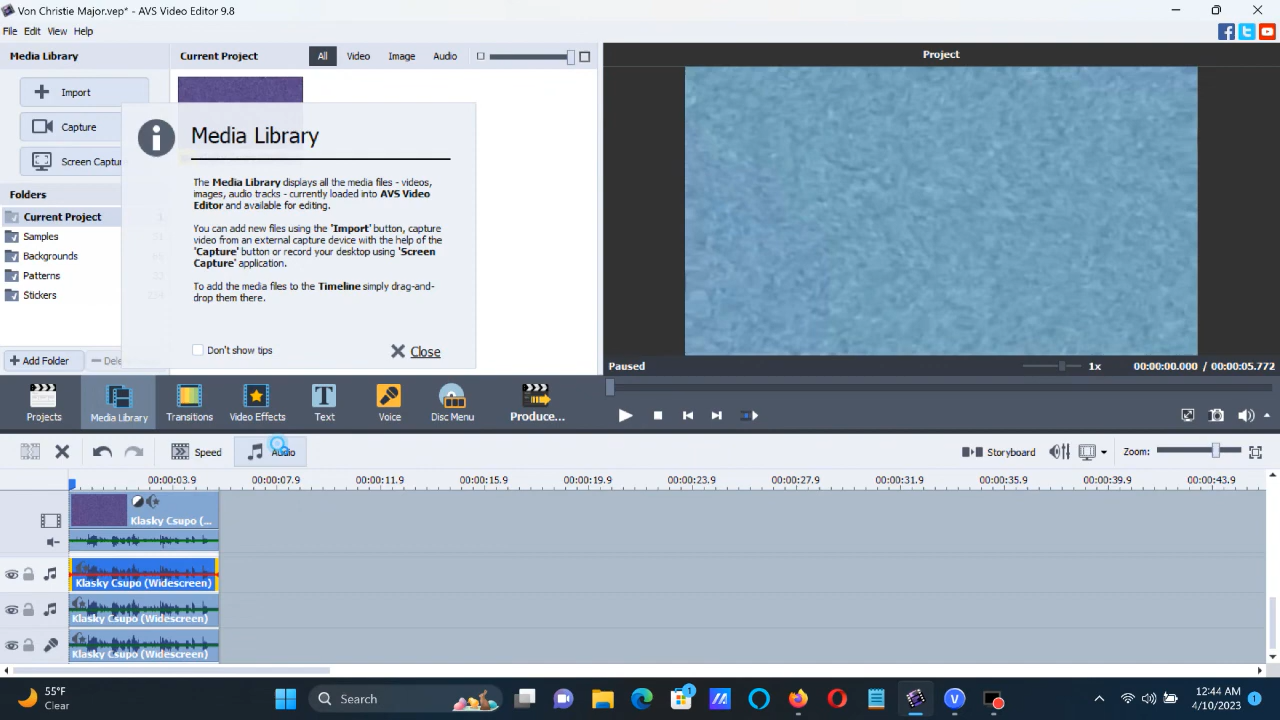 Von Christie Major.vep* - AVS Video Editor 9.8
File Edit View Help
Media Library
Current Project
All
Video
Image
Audio
Project
Import
Capture
Screen Captu
Folders
Current Project
Samples
Backgrounds
Patterns
Stickers
Add Folder
Dele
Media Library
The Media Library displays all the media files - videos,
images, audio tracks - currently loaded into AVS Video
Editor and available for editing.
You can add new files using the 'Import' button, capture
video from an external capture device with the help of the
'Capture' button or record your desktop using 'Screen
Capture' application.
To add the media files to the Timeline simply drag-and-
drop them there.
Don't show tips
Close
Paused
1x
00:00:00.000 / 00:00:05.772
Projects
Media Library
Transitions
Video Effects
Text
Voice
Disc Menu
Produce...
Speed
Audio
Storyboard
Zoom:
00:00:03.9 00:00:07.9 00:00:11.9 00:00:15.9 00:00:19.9 00:00:23.9 00:00:27.9 00:00:31.9 00:00:35.9 00:00:39.9 00:00:43.9
Klasky Csupo (...
Klasky Csupo (Widescreen)
Klasky Csupo (Widescreen)
Klasky Csupo (Widescreen)
55°F
Clear
Search
1
V
12:44 AM
4/10/2023
1